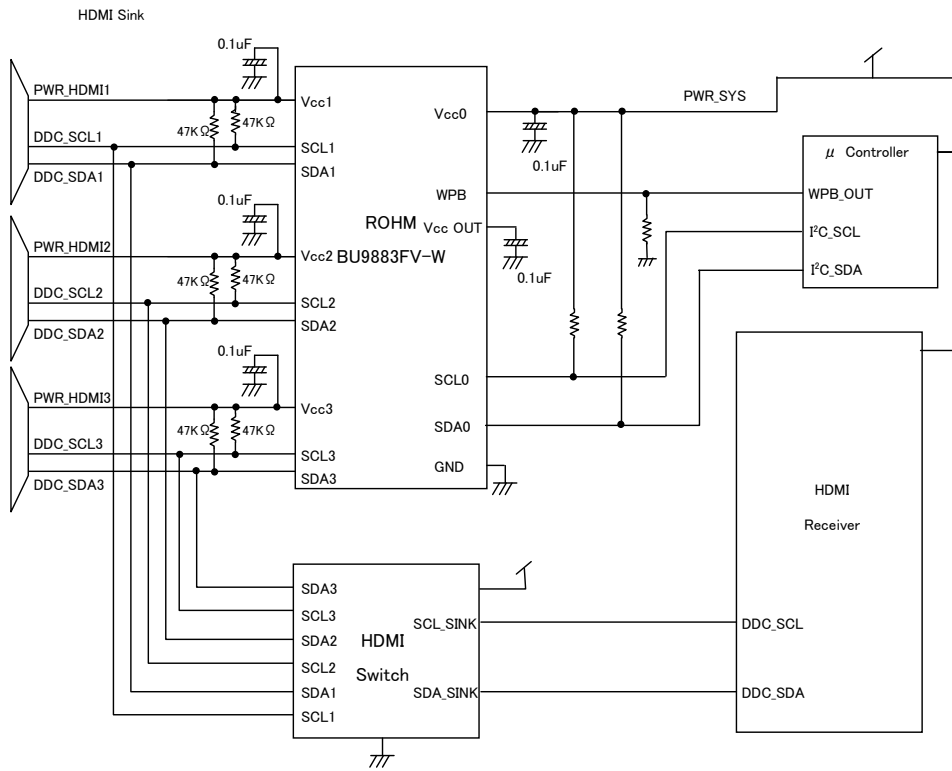 HDMI Sink
0.1uF
PWR_HDMI1
Vcc1
47KΩ
47KΩ
DDC_SCL1
SCL1
DDC_SDA1
SDA1
0.1uF
PWR_HDMI2
Vcc2
47KΩ
47KΩ
DDC_SCL2
SCL2
DDC_SDA2
SDA2
0.1uF
PWR_HDMI3
Vcc3
47KΩ
47KΩ
DDC_SCL3
SCL3
DDC_SDA3
SDA3
ROHM
BU9883FV-W
Vcc0
WPB
Vcc OUT
SCL0
SDA0
GND
PWR_SYS
0.1uF
0.1uF
μ Controller
WPB_OUT
I²C_SCL
I²C_SDA
HDMI
Receiver
DDC_SCL
DDC_SDA
SDA3
SCL3
SDA2
SCL2
SDA1
SCL1
HDMI
Switch
SCL_SINK
SDA_SINK